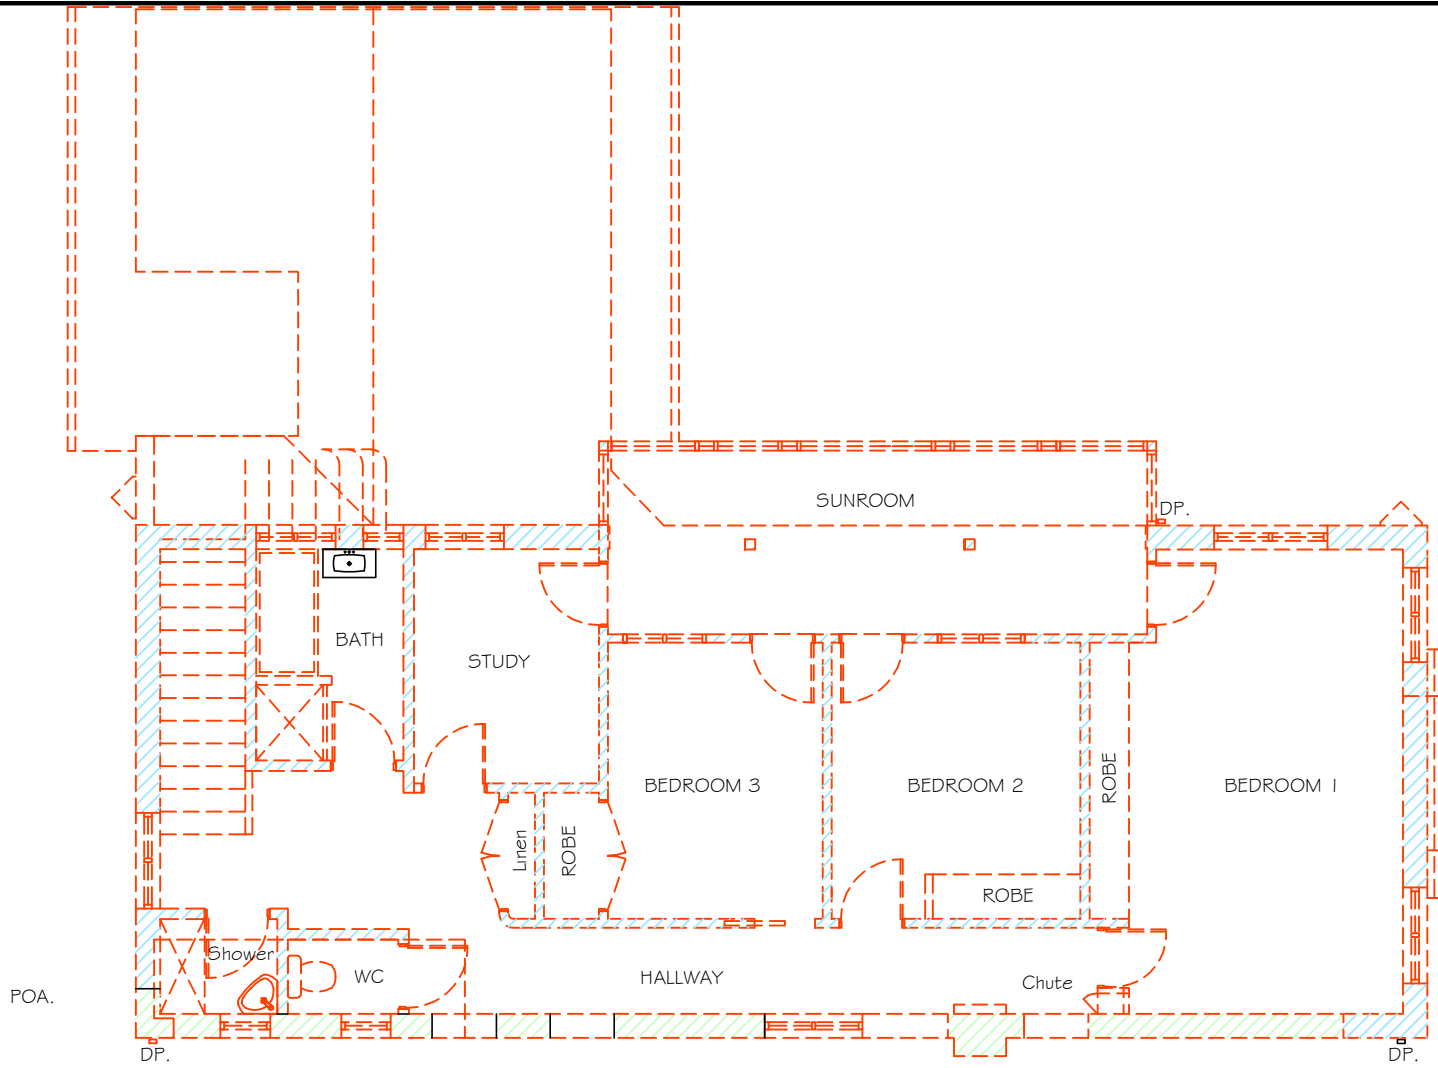 SUNROOM
DP.
BATH
STUDY
BEDROOM 3
BEDROOM 2
ROBE
BEDROOM 1
Linen
ROBE
ROBE
Shower
WC
HALLWAY
Chute
POA.
DP.
DP.